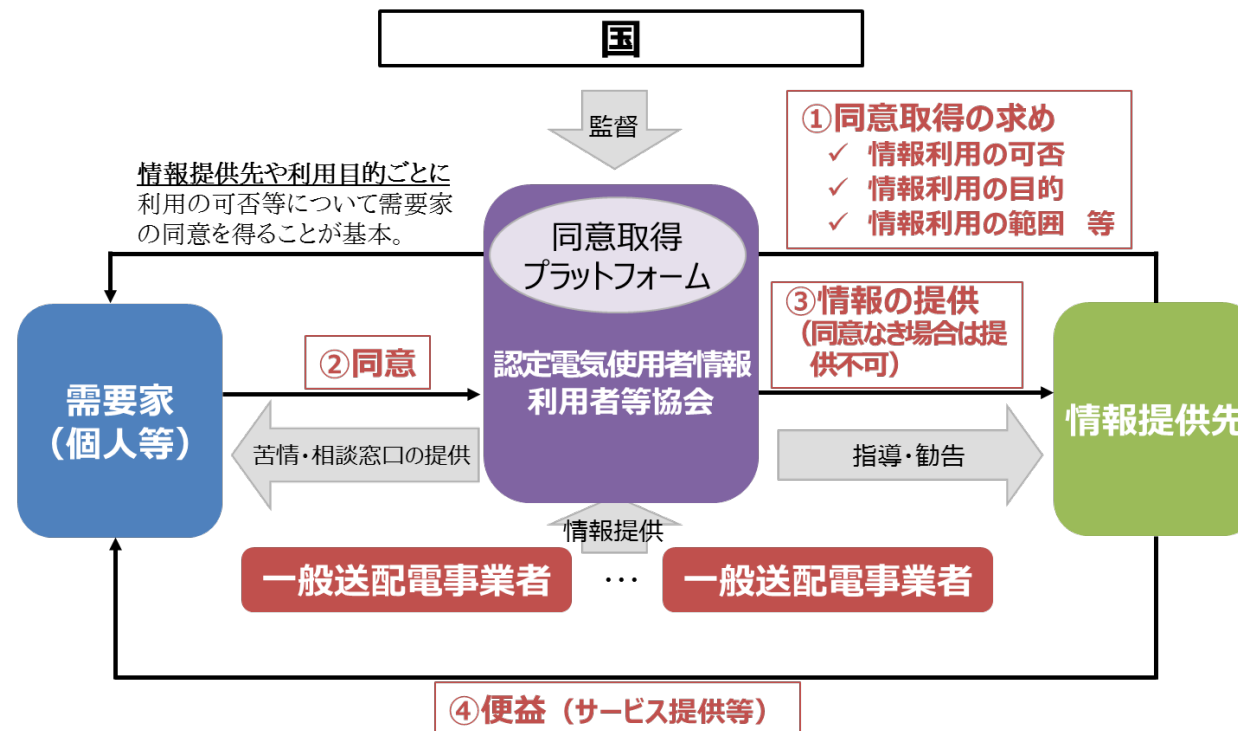 国
監督
①同意取得の求め
✓ 情報利用の可否
✓ 情報利用の目的
✓ 情報利用の範囲 等
情報提供先や利用目的ごとに
利用の可否等について需要家
の同意を得ることが基本。
同意取得
プラットフォーム
認定電気使用者情報
利用者等協会
③情報の提供
(同意なき場合は提
供不可)
②同意
需要家
(個人等)
情報提供先
苦情・相談窓口の提供
指導・勧告
情報提供
一般送配電事業者
…
一般送配電事業者
④便益(サービス提供等)